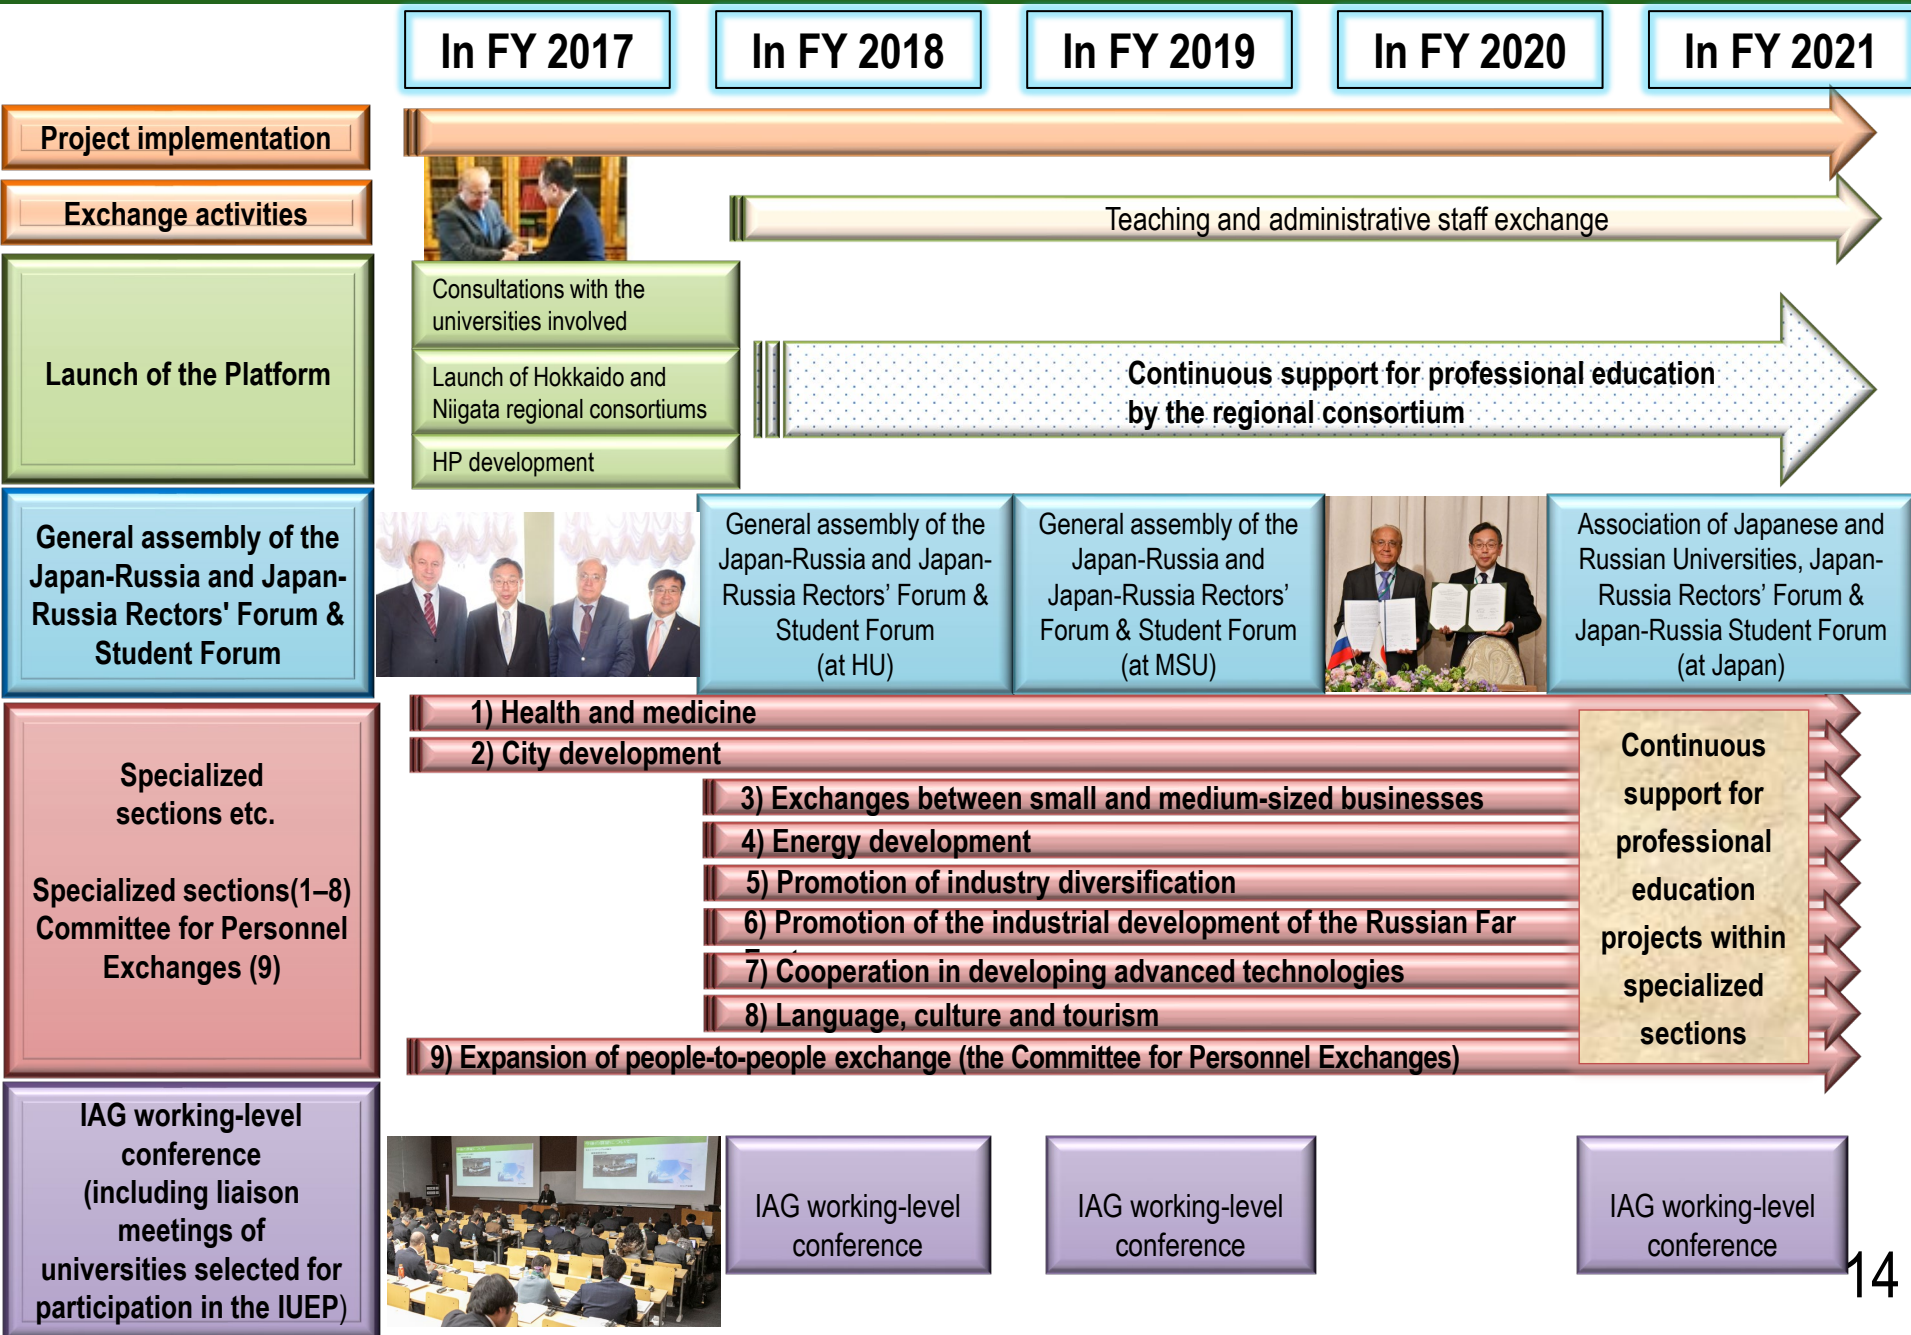 In FY 2017
In FY 2018
In FY 2019
In FY 2020
In FY 2021
Project implementation
Exchange activities
Teaching and administrative staff exchange
Launch of the Platform
Consultations with the
universities involved
Launch of Hokkaido and
Niigata regional consortiums
HP development
Continuous support for professional education
by the regional consortium
General assembly of the
Japan-Russia and Japan-
Russia Rectors' Forum &
Student Forum
General assembly of the
Japan-Russia and Japan-
Russia Rectors’ Forum &
Student Forum
(at HU)
General assembly of the
Japan-Russia and
Japan-Russia Rectors’
Forum & Student Forum
(at MSU)
Association of Japanese and
Russian Universities, Japan-
Russia Rectors’ Forum &
Japan-Russia Student Forum
(at Japan)
Specialized
sections etc.
Specialized sections(1–8)
Committee for Personnel
Exchanges (9)
1) Health and medicine
2) City development
3) Exchanges between small and medium-sized businesses
4) Energy development
5) Promotion of industry diversification
6) Promotion of the industrial development of the Russian Far
7) Cooperation in developing advanced technologies
8) Language, culture and tourism
9) Expansion of people-to-people exchange (the Committee for Personnel Exchanges)
Continuous
support for
professional
education
projects within
specialized
sections
IAG working-level
conference
(including liaison
meetings of
universities selected for
participation in the IUEP)
IAG working-level
conference
IAG working-level
conference
IAG working-level
conference
14